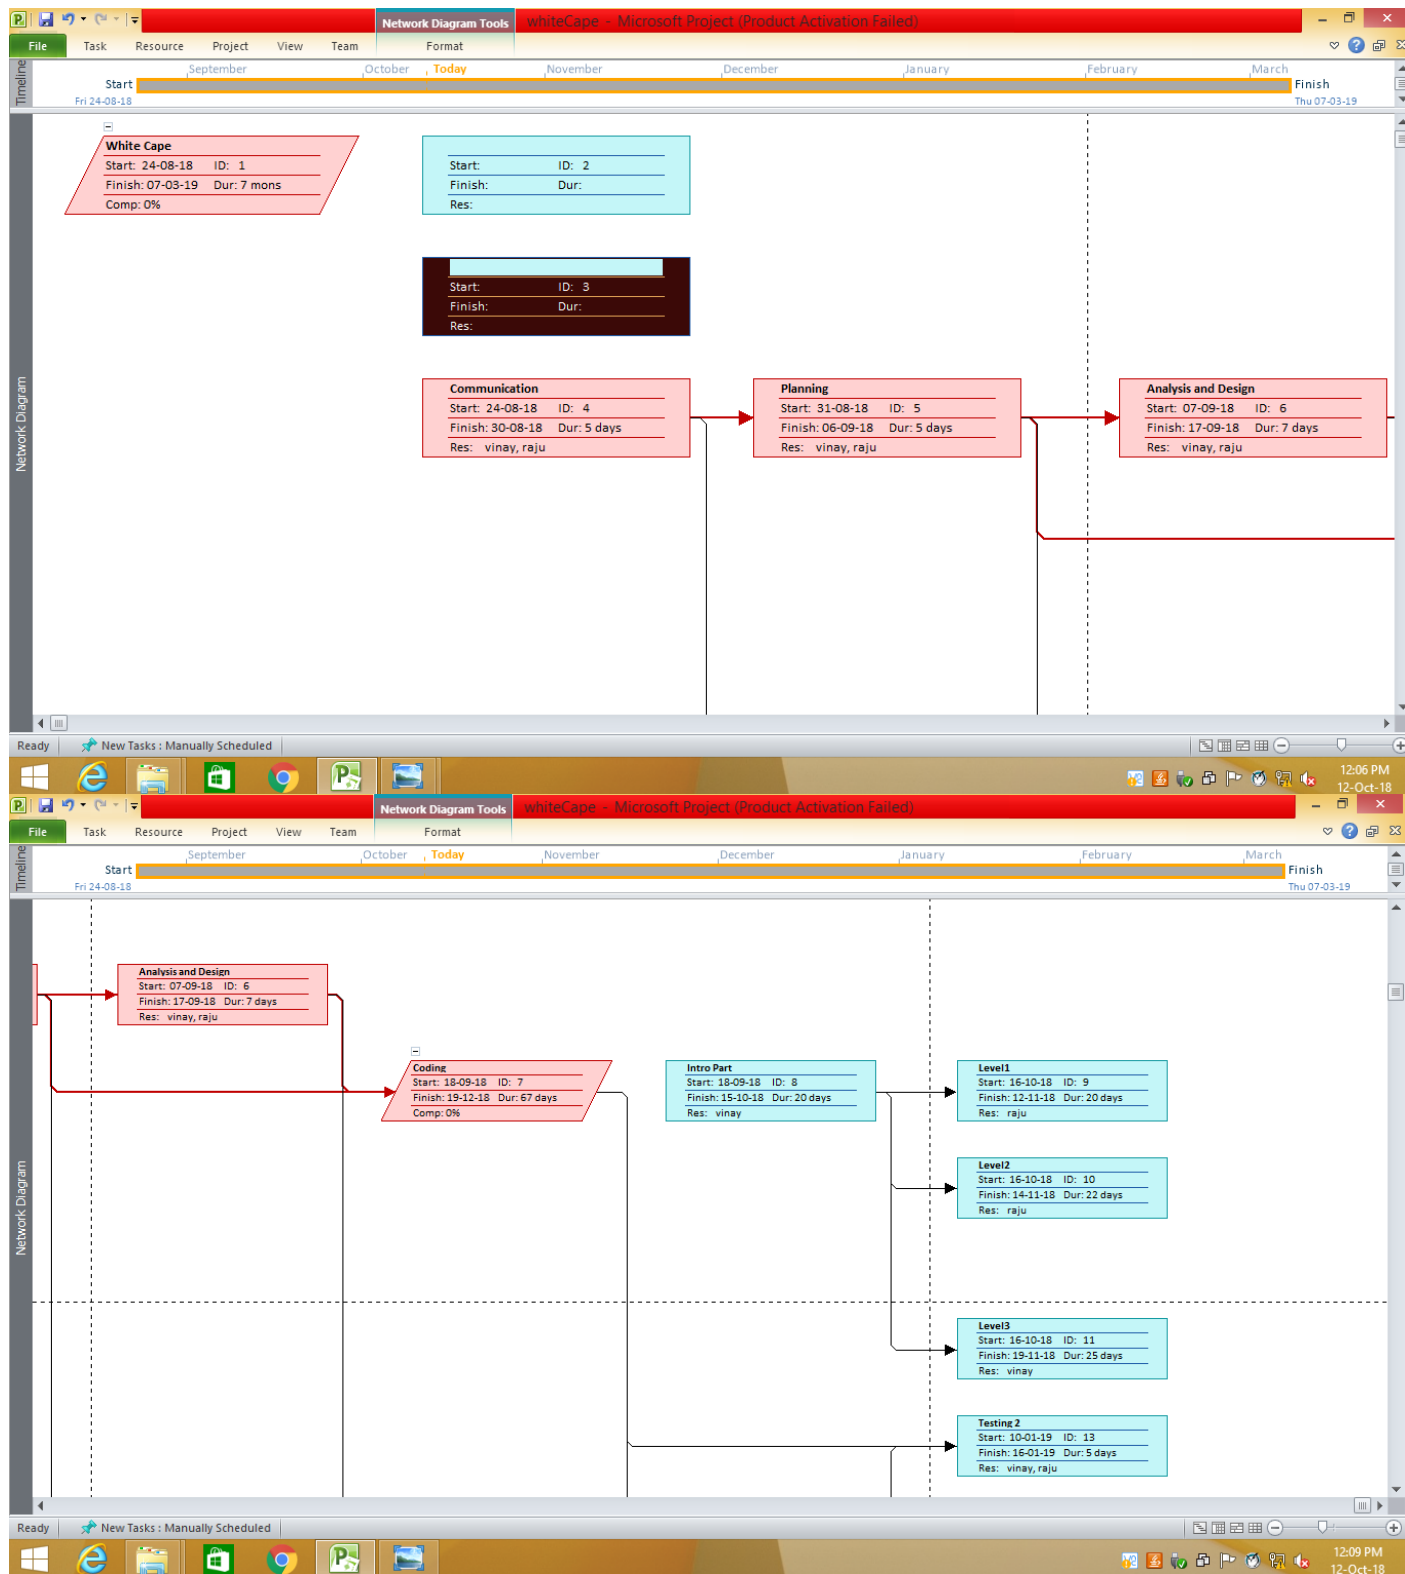 Network Diagram Tools
whiteCape - Microsoft Project (Product Activation Failed)
File Task Resource Project View Team Format
Timeline
September October Today November December January February March
Start
Finish
Fri 24-08-18
Thu 07-03-19
Network Diagram
White Cape
Start: 24-08-18 ID: 1
Finish: 07-03-19 Dur: 7 mons
Comp: 0%
Start: ID: 2
Finish: Dur:
Res:
Start: ID: 3
Finish: Dur:
Res:
Communication
Start: 24-08-18 ID: 4
Finish: 30-08-18 Dur: 5 days
Res: vinay, raju
Planning
Start: 31-08-18 ID: 5
Finish: 06-09-18 Dur: 5 days
Res: vinay, raju
Analysis and Design
Start: 07-09-18 ID: 6
Finish: 17-09-18 Dur: 7 days
Res: vinay, raju
Ready
New Tasks : Manually Scheduled
12:06 PM
12-Oct-18
Network Diagram Tools
whiteCape - Microsoft Project (Product Activation Failed)
File Task Resource Project View Team Format
Timeline
September October Today November December January February March
Start
Finish
Fri 24-08-18
Thu 07-03-19
Network Diagram
Analysis and Design
Start: 07-09-18 ID: 6
Finish: 17-09-18 Dur: 7 days
Res: vinay, raju
Coding
Start: 18-09-18 ID: 7
Finish: 19-12-18 Dur: 67 days
Comp: 0%
Intro Part
Start: 18-09-18 ID: 8
Finish: 15-10-18 Dur: 20 days
Res: vinay
Level1
Start: 16-10-18 ID: 9
Finish: 12-11-18 Dur: 20 days
Res: raju
Level2
Start: 16-10-18 ID: 10
Finish: 14-11-18 Dur: 22 days
Res: raju
Level3
Start: 16-10-18 ID: 11
Finish: 19-11-18 Dur: 25 days
Res: vinay
Testing 2
Start: 10-01-19 ID: 13
Finish: 16-01-19 Dur: 5 days
Res: vinay, raju
Ready
New Tasks : Manually Scheduled
12:09 PM
12-Oct-18